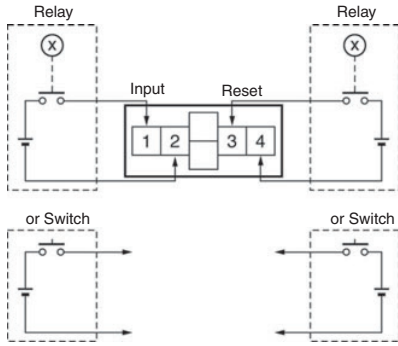 Relay
Relay
X
X
Input
Reset
1 2 3 4
or Switch
or Switch